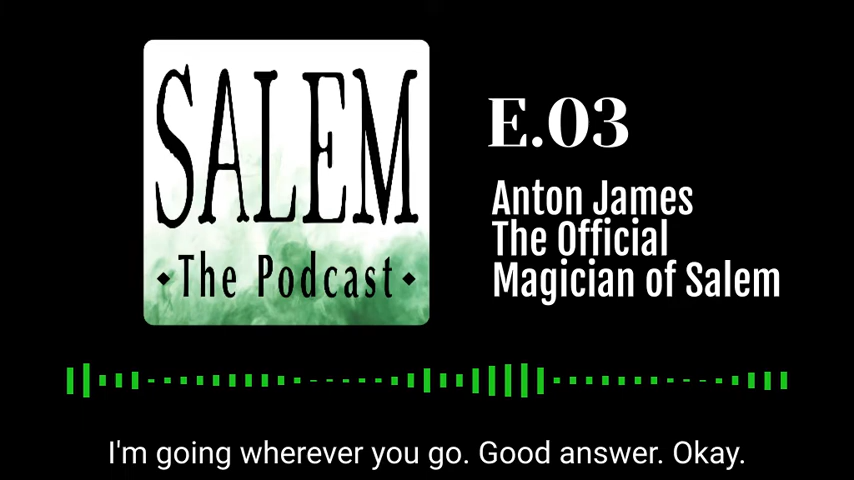 SALEM
The Podcast
E.03
Anton James
The Official
Magician of Salem
I'm going wherever you go. Good answer. Okay.